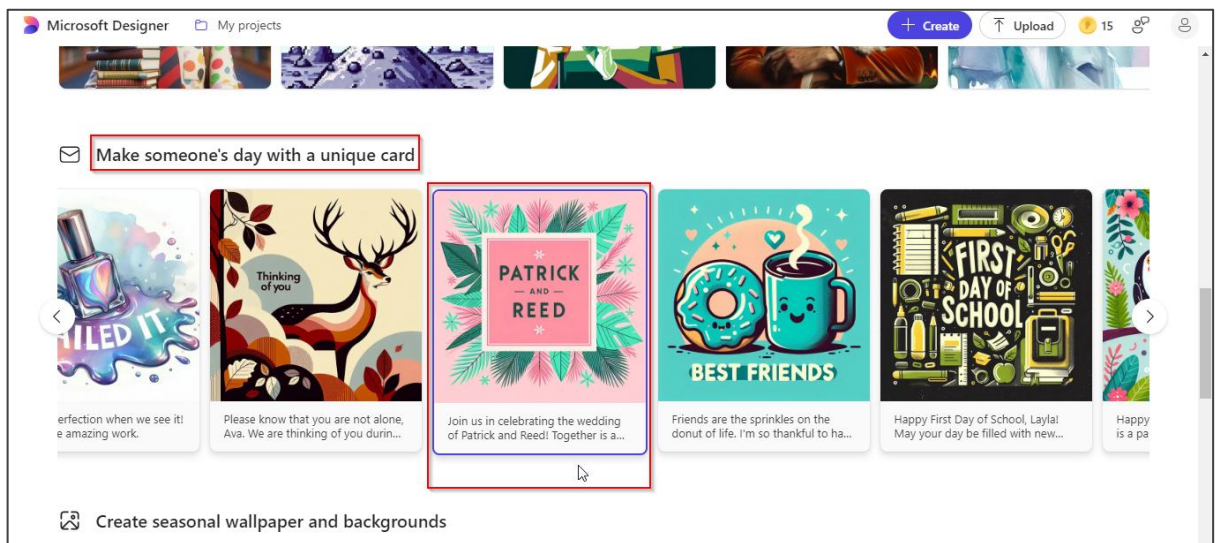 Microsoft Designer My projects + Create Upload 15
Make someone's day with a unique card
AILED IT
erfection when we see it!
e amazing work.
Thinking
of you
Please know that you are not alone,
Ava. We are thinking of you durin...
PATRICK
— AND —
REED
Join us in celebrating the wedding
of Patrick and Reed! Together is a...
BEST FRIENDS
Friends are the sprinkles on the
donut of life. I'm so thankful to ha...
FIRST
DAY OF
SCHOOL
Happy First Day of School, Layla!
May your day be filled with new...
Happy
is a pa
Create seasonal wallpaper and backgrounds